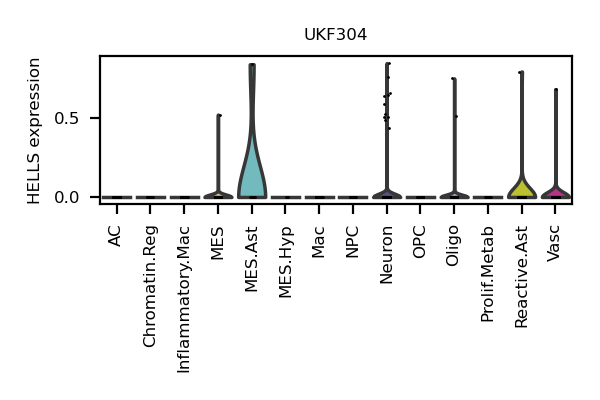 UKF304
HELLS expression
0.5
0.0
AC
Chromatin.Reg
Inflammatory.Mac
MES
MES.Ast
MES.Hyp
Mac
NPC
Neuron
OPC
Oligo
Prolif.Metab
Reactive.Ast
Vasc